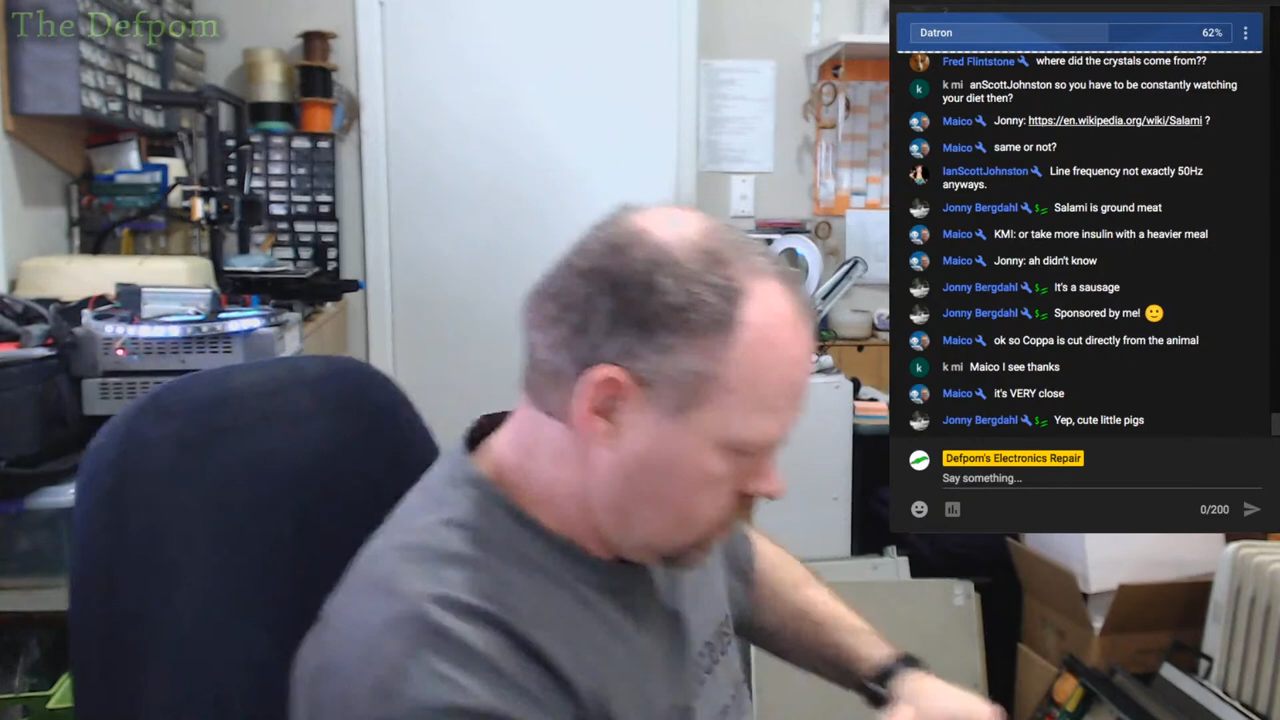 The Defpom
Datron
62%
Fred Flintstone where did the crystals come from??
k mi anScottJohnston so you have to be constantly watching
your diet then?
Maico Jonny: https://en.wikipedia.org/wiki/Salami ?
Maico same or not?
IanScottJohnston Line frequency not exactly 50Hz
anyways.
Jonny Bergdahl Salami is ground meat
Maico KMI: or take more insulin with a heavier meal
Maico Jonny: ah didn't know
Jonny Bergdahl It's a sausage
Jonny Bergdahl Sponsored by me!
Maico ok so Coppa is cut directly from the animal
k mi Maico I see thanks
Maico it's VERY close
Jonny Bergdahl Yep, cute little pigs
k
k
Defpom's Electronics Repair
Say something...
0/200